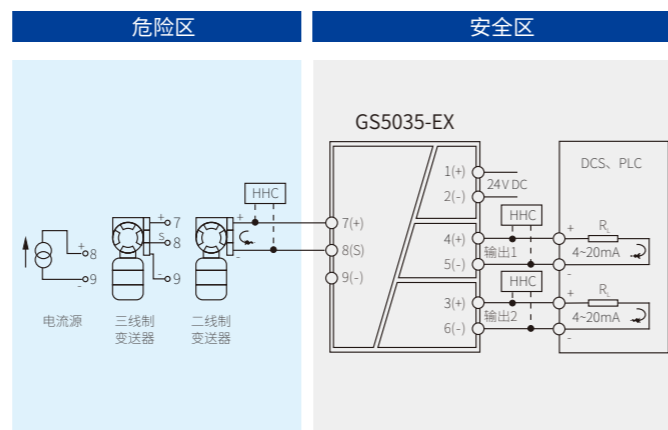 危险区
安全区
GS5035-EX
DCS、PLC
1(+)
24V DC
2(-)
HHC
HHC
+ 7
+
7(+)
4(+)
+
R_L
S 8
8(S)
输出1
4~20mA
+ 8
-
5(-)
-
- 9
- 9
9(-)
HHC
3(+)
+
R_L
输出2
4~20mA
6(-)
-
电流源
三线制
变送器
二线制
变送器